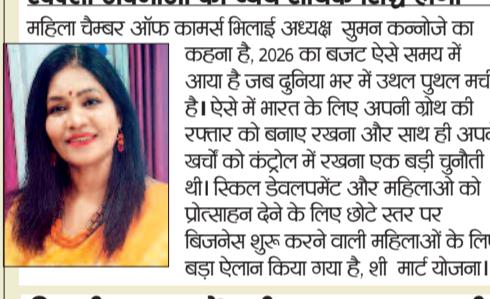 महिला चैम्बर ऑफ कामर्स भिलाई अध्यक्ष सुमन कन्नोजे का
कहना है, 2026 का बजट ऐसे समय में
आया है जब दुनिया भर में उथल पुथल मची
है। ऐसे में भारत के लिए अपनी ग्रोथ की
रफ्तार को बनाए रखना और साथ ही अपने
खर्चों को कंट्रोल में रखना एक बड़ी चुनौती
थी। स्किल डेवलपमेंट और महिलाओ को
प्रोत्साहन देने के लिए छोटे स्तर पर
बिजनेस शुरू करने वाली महिलाओं के लिए
बड़ा ऐलान किया गया है, शी मार्ट योजना।